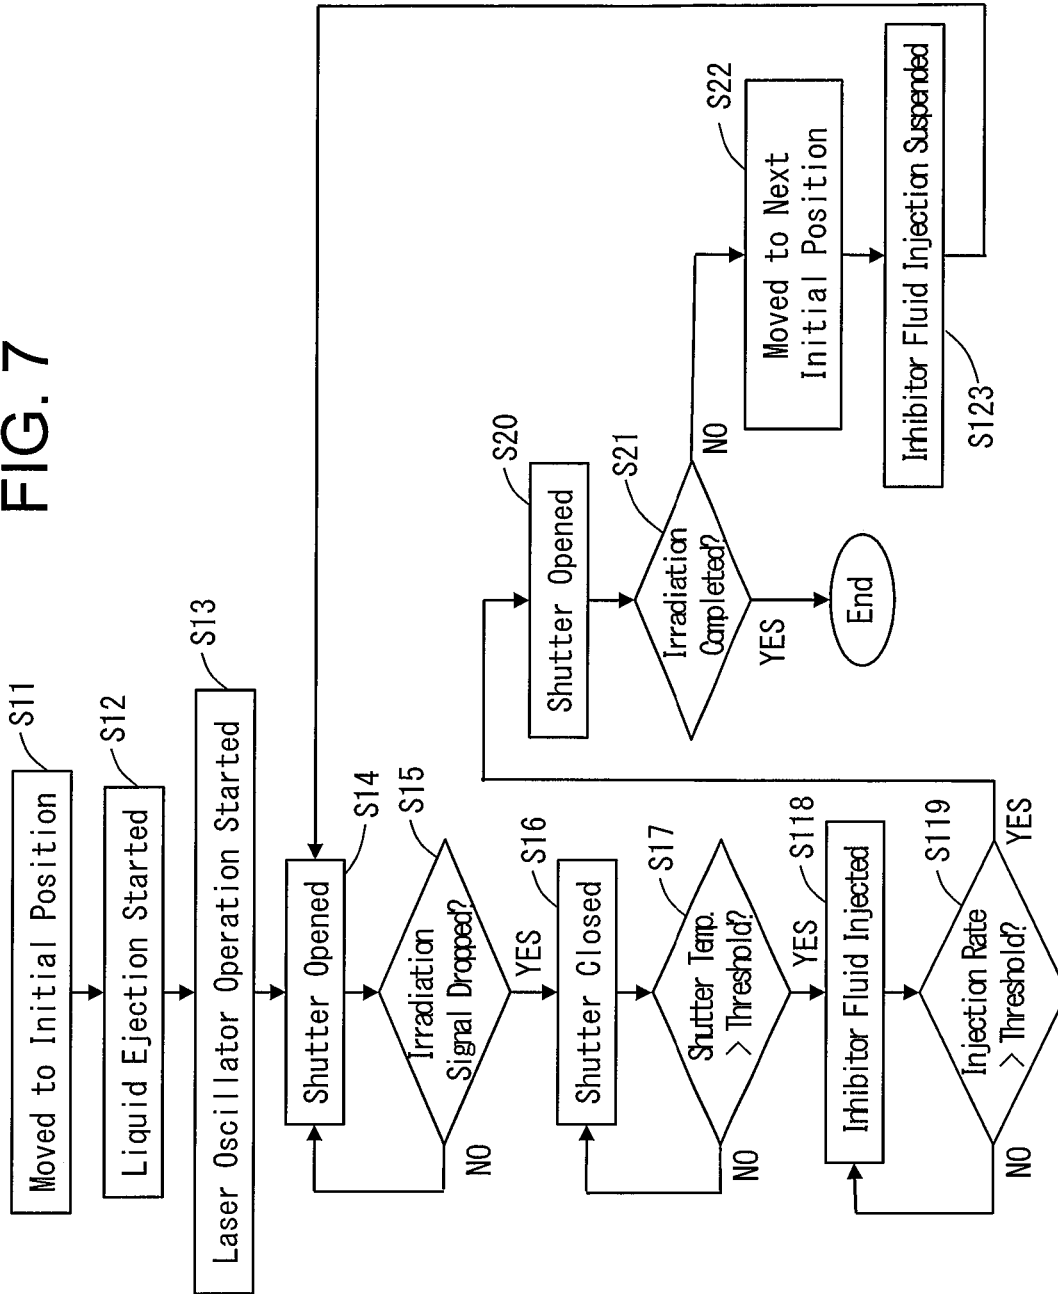 FIG. 7
Moved to Initial Position
S11
Liquid Ejection Started
S12
Laser Oscillator Operation Started
S13
Shutter Opened
S14
Irradiation
Signal Dropped?
S15
NO
YES
Shutter Closed
S16
Shutter Temp.
> Threshold?
S17
NO
YES
Inhibitor Fluid Injected
S118
Injection Rate
> Threshold?
S119
NO
YES
Shutter Opened
S20
Irradiation
Completed?
S21
NO
YES
End
Moved to Next
Initial Position
S22
Inhibitor Fluid Injection Suspended
S123